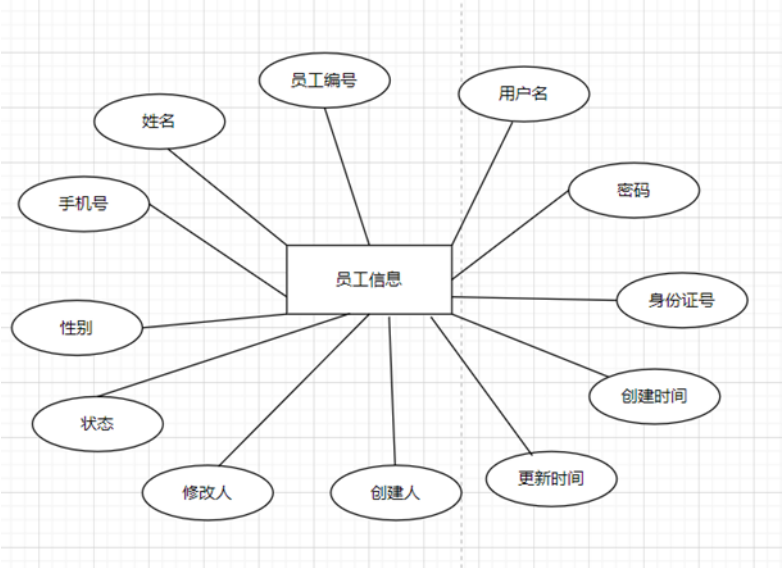 员工编号
用户名
姓名
密码
手机号
员工信息
身份证号
性别
创建时间
状态
更新时间
修改人
创建人